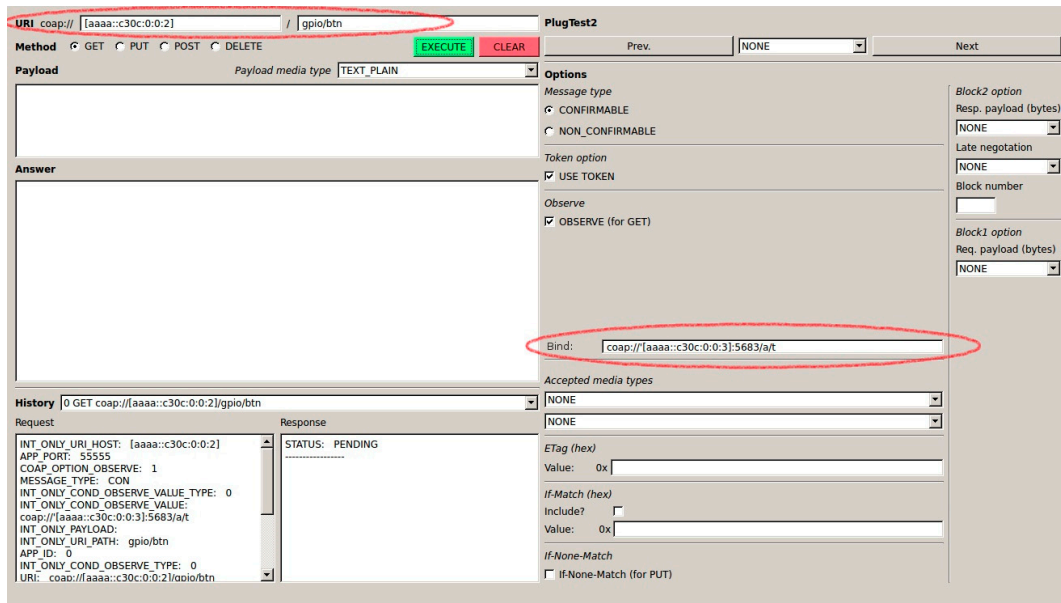 URI coap:// [aaaa::c30c:0:0:2] / gpio/btn
Method GET PUT POST DELETE EXECUTE CLEAR
Payload Payload media type TEXT_PLAIN
Answer
History 0 GET coap://[aaaa::c30c:0:0:2]/gpio/btn
Request
INT_ONLY_URI_HOST: [aaaa::c30c:0:0:2]
APP_PORT: 55555
COAP_OPTION_OBSERVE: 1
MESSAGE_TYPE: CON
INT_ONLY_COND_OBSERVE_VALUE_TYPE: 0
INT_ONLY_COND_OBSERVE_VALUE:
coap://'[aaaa::c30c:0:0:3]:5683/a/t
INT_ONLY_PAYLOAD:
INT_ONLY_URI_PATH: gpio/btn
APP_ID: 0
INT_ONLY_COND_OBSERVE_TYPE: 0
URI: coap://[aaaa::c30c:0:0:2]/gpio/btn
Response
STATUS: PENDING
-----------------
PlugTest2
Prev. NONE Next
Options
Message type
CONFIRMABLE
NON_CONFIRMABLE
Token option
USE TOKEN
Observe
OBSERVE (for GET)
Bind: coap://'[aaaa::c30c:0:0:3]:5683/a/t
Accepted media types
NONE
NONE
ETag (hex)
Value: 0x
If-Match (hex)
Include?
Value: 0x
If-None-Match
If-None-Match (for PUT)
Block2 option
Resp. payload (bytes)
NONE
Late negotation
NONE
Block number
Block1 option
Req. payload (bytes)
NONE